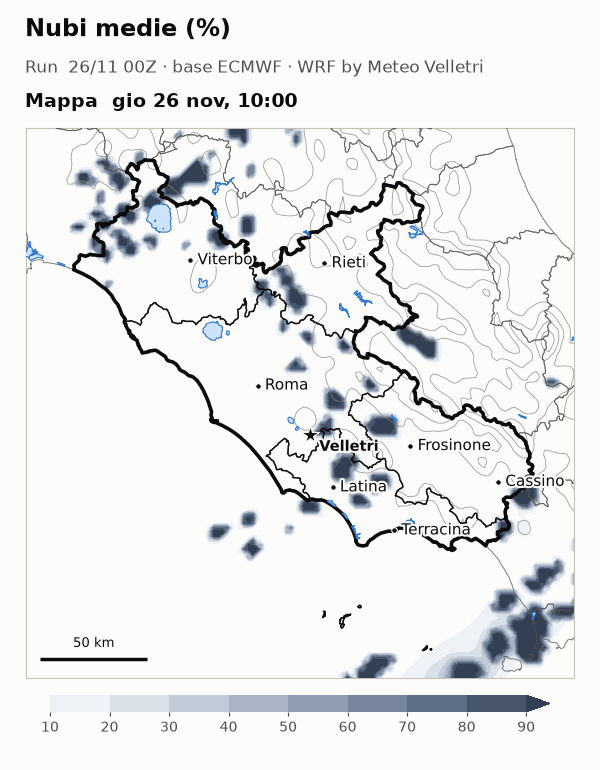 Nubi medie (%)
Run  26/11 00Z · base ECMWF · WRF by Meteo Velletri
Mappa  gio 26 nov, 10:00
Viterbo
Rieti
Roma
Velletri
Frosinone
Latina
Cassino
Terracina
50 km
10 20 30 40 50 60 70 80 90